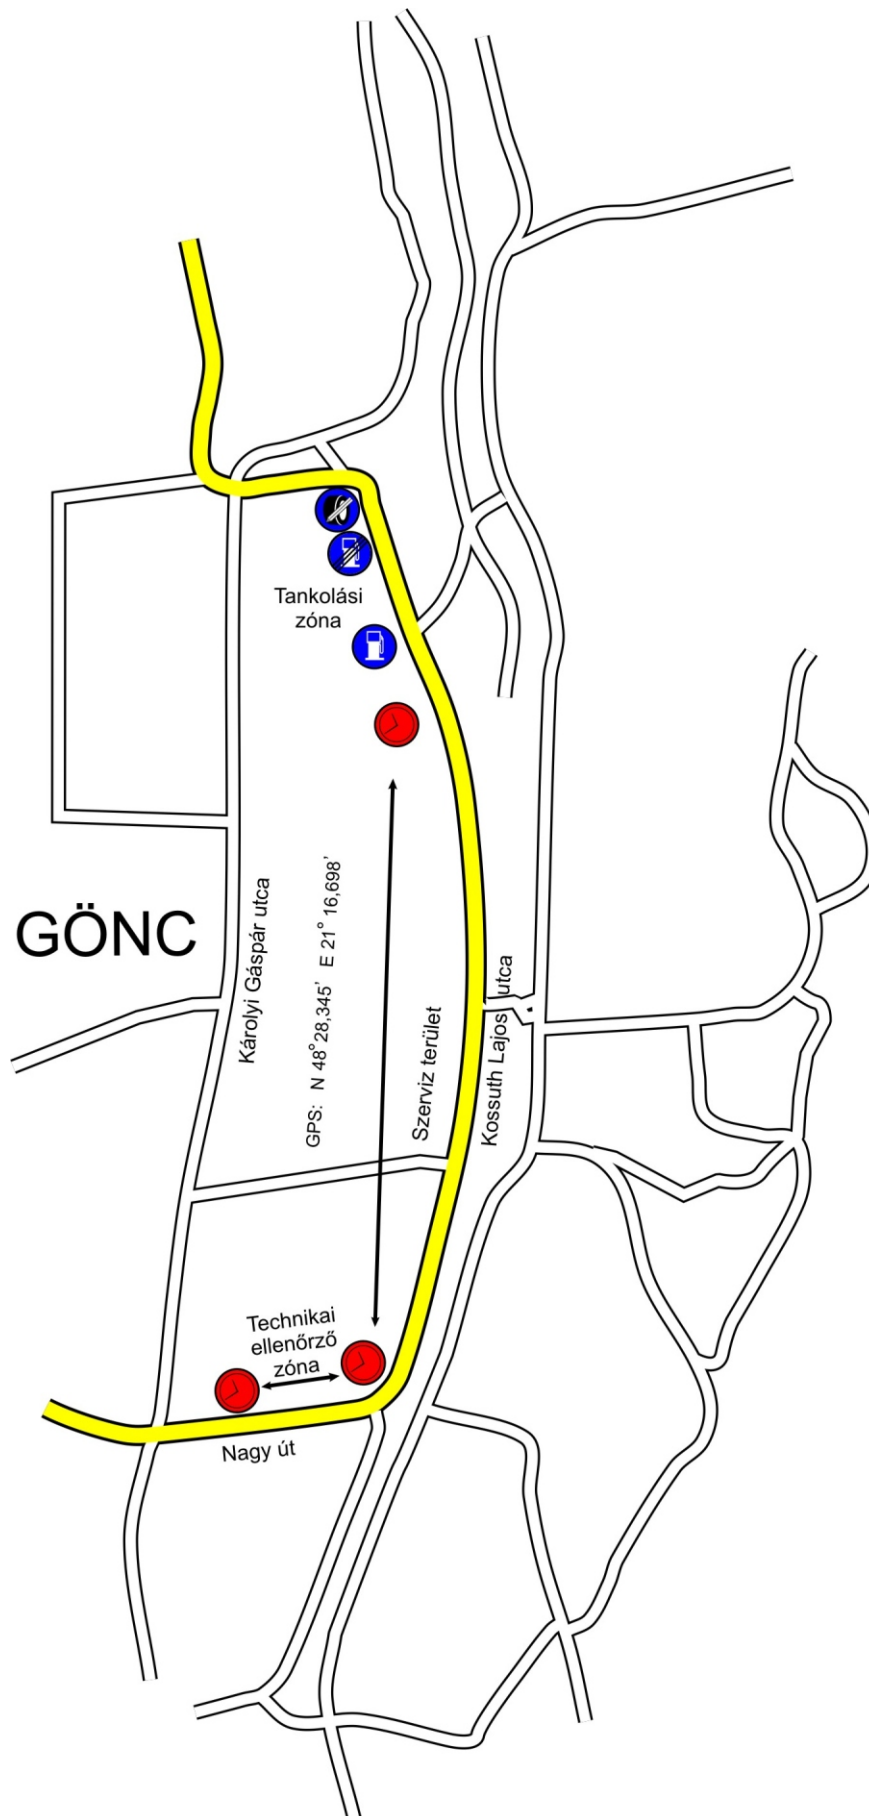 Tankolási
zóna
GÖNC
Károlyi Gáspár utca
GPS: N 48°28,345' E 21°16,698'
Szerviz terület
Kossuth Lajos utca
Technikai
ellenőrző
zóna
Nagy út